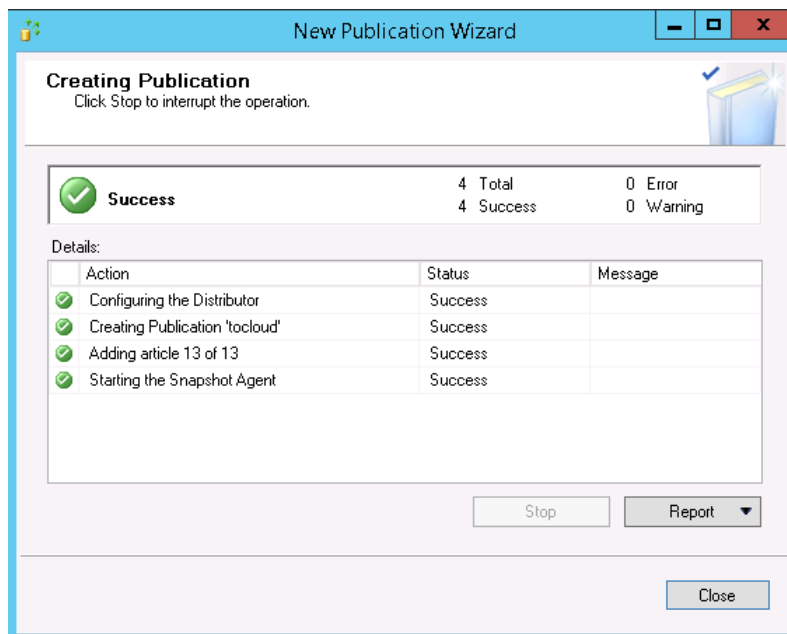 New Publication Wizard
Creating Publication
Click Stop to interrupt the operation.
Success
4 Total 0 Error
4 Success 0 Warning
Details:
Action Status Message
Configuring the Distributor Success
Creating Publication 'tocloud' Success
Adding article 13 of 13 Success
Starting the Snapshot Agent Success
Stop Report
Close